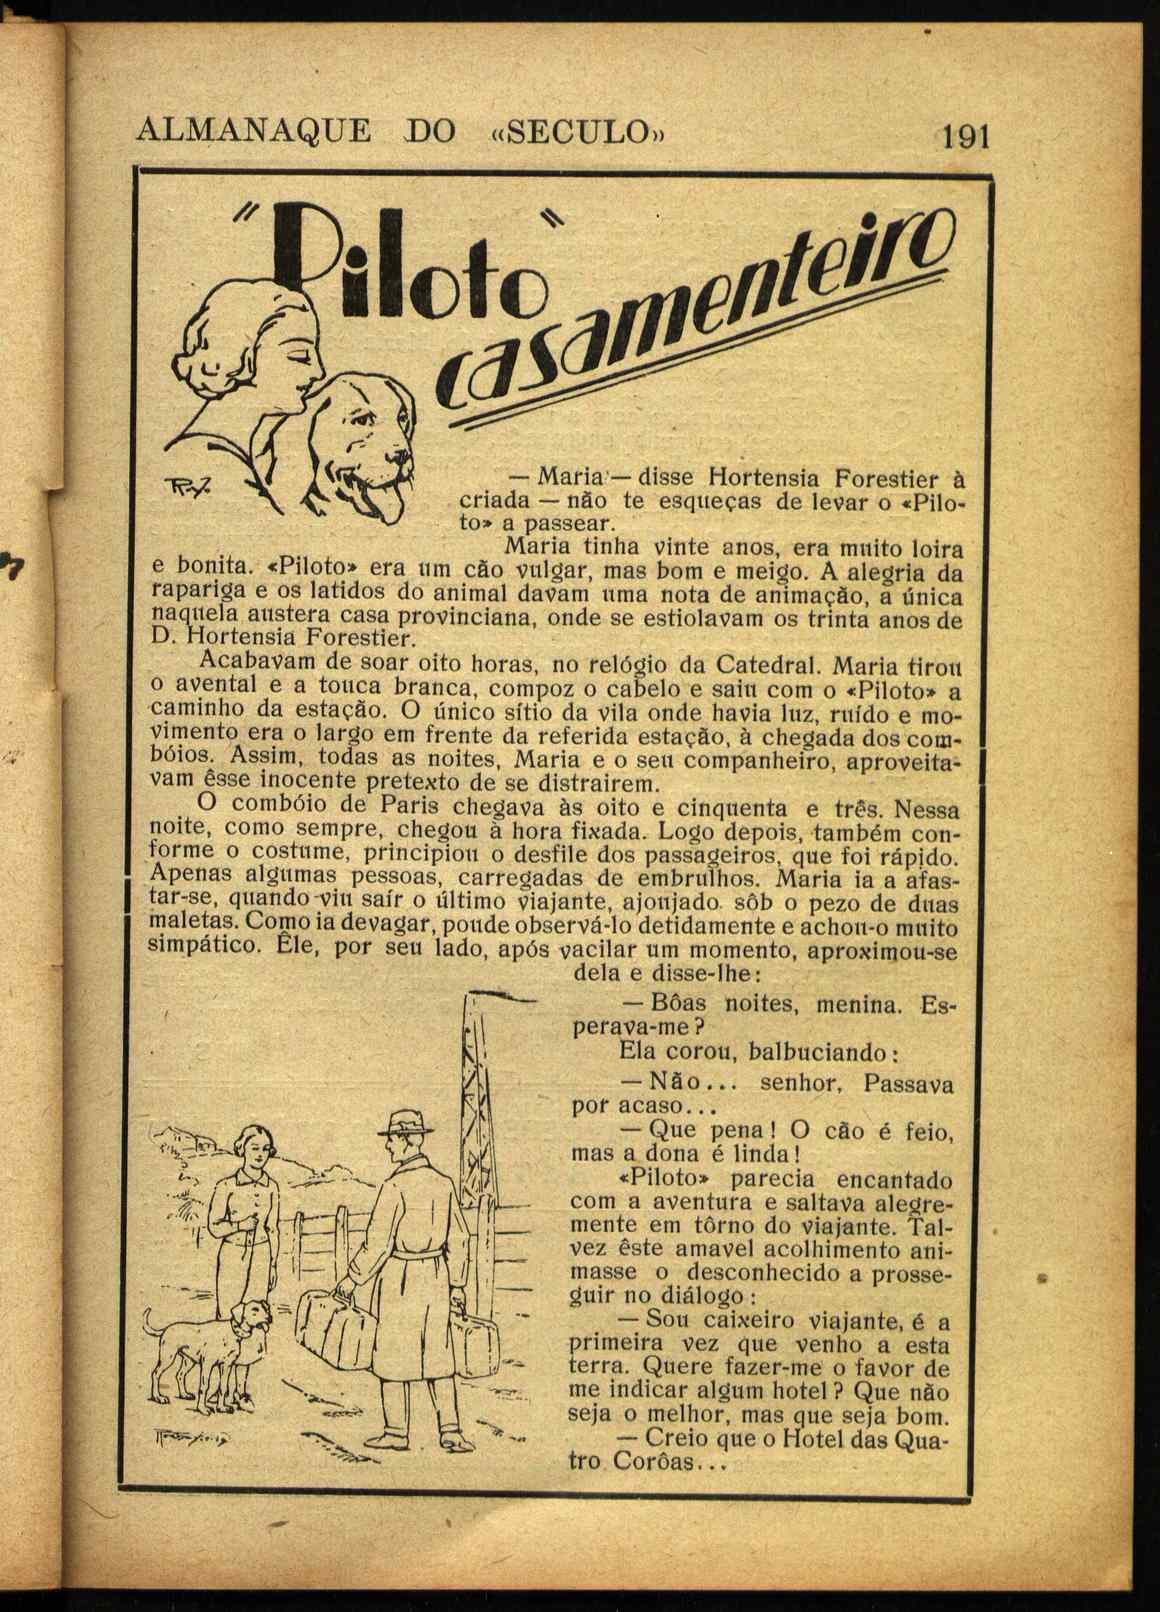 ALMANAQUE DO «SECULO» 191
"Piloto"
casamenteiro
— Maria — disse Hortensia Forestier à
criada — não te esqueças de levar o «Pilo-
to» a passear.
Maria tinha vinte anos, era muito loira
e bonita. «Piloto» era um cão vulgar, mas bom e meigo. A alegria da
rapariga e os latidos do animal davam uma nota de animação, a única
naquela austera casa provinciana, onde se estiolavam os trinta anos de
D. Hortensia Forestier.
Acabavam de soar oito horas, no relógio da Catedral. Maria tirou
o avental e a touca branca, compoz o cabelo e saiu com o «Piloto» a
caminho da estação. O único sítio da vila onde havia luz, ruído e mo-
vimento era o largo em frente da referida estação, à chegada dos com-
bóios. Assim, todas as noites, Maria e o seu companheiro, aproveita-
vam êsse inocente pretexto de se distrairem.
O combóio de Paris chegava às oito e cinquenta e três. Nessa
noite, como sempre, chegou à hora fixada. Logo depois, também con-
forme o costume, principiou o desfile dos passageiros, que foi rápido.
Apenas algumas pessoas, carregadas de embrulhos. Maria ia a afas-
tar-se, quando viu saír o último viajante, ajoujado sôb o pezo de duas
maletas. Como ia devagar, poude observá-lo detidamente e achou-o muito
simpático. Êle, por seu lado, após vacilar um momento, aproximou-se
dela e disse-lhe:
— Bôas noites, menina. Es-
perava-me?
Ela corou, balbuciando:
— Não... senhor, Passava
por acaso...
— Que pena! O cão é feio,
mas a dona é linda!
«Piloto» parecia encantado
com a aventura e saltava alegre-
mente em tôrno do viajante. Tal-
vez êste amavel acolhimento ani-
masse o desconhecido a prosse-
guir no diálogo:
— Sou caixeiro viajante, é a
primeira vez que venho a esta
terra. Quere fazer-me o favor de
me indicar algum hotel? Que não
seja o melhor, mas que seja bom.
— Creio que o Hotel das Qua-
tro Corôas...